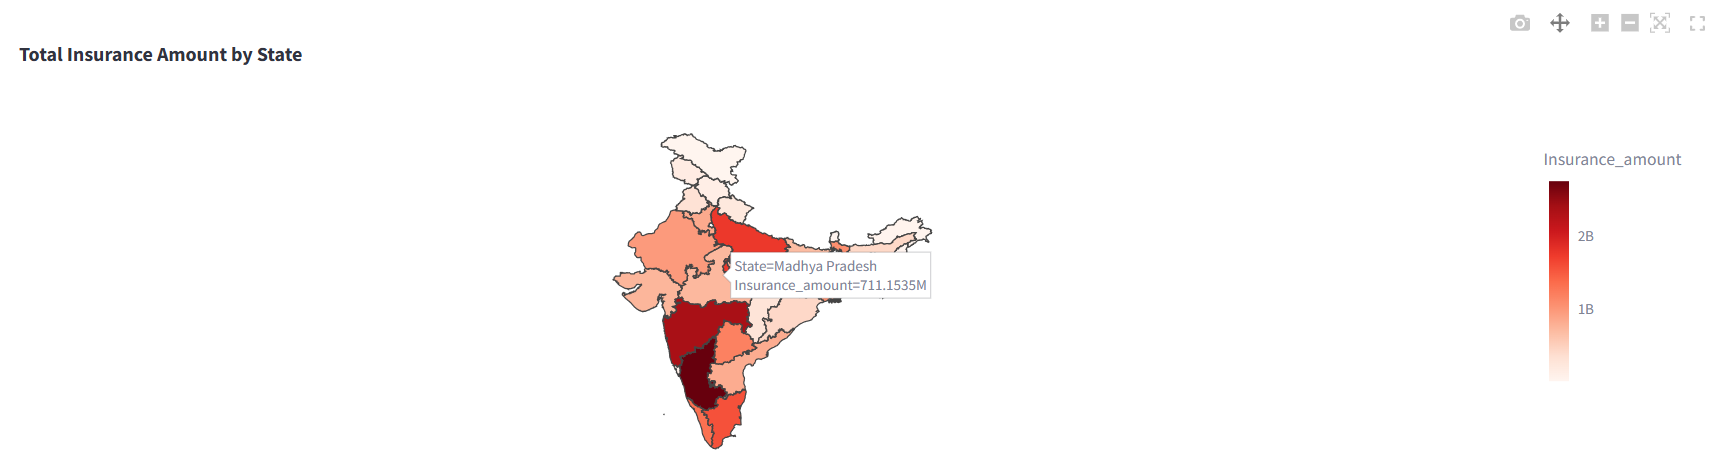 Total Insurance Amount by State
Insurance_amount
2B
State=Madhya Pradesh
Insurance_amount=711.1535M
1B